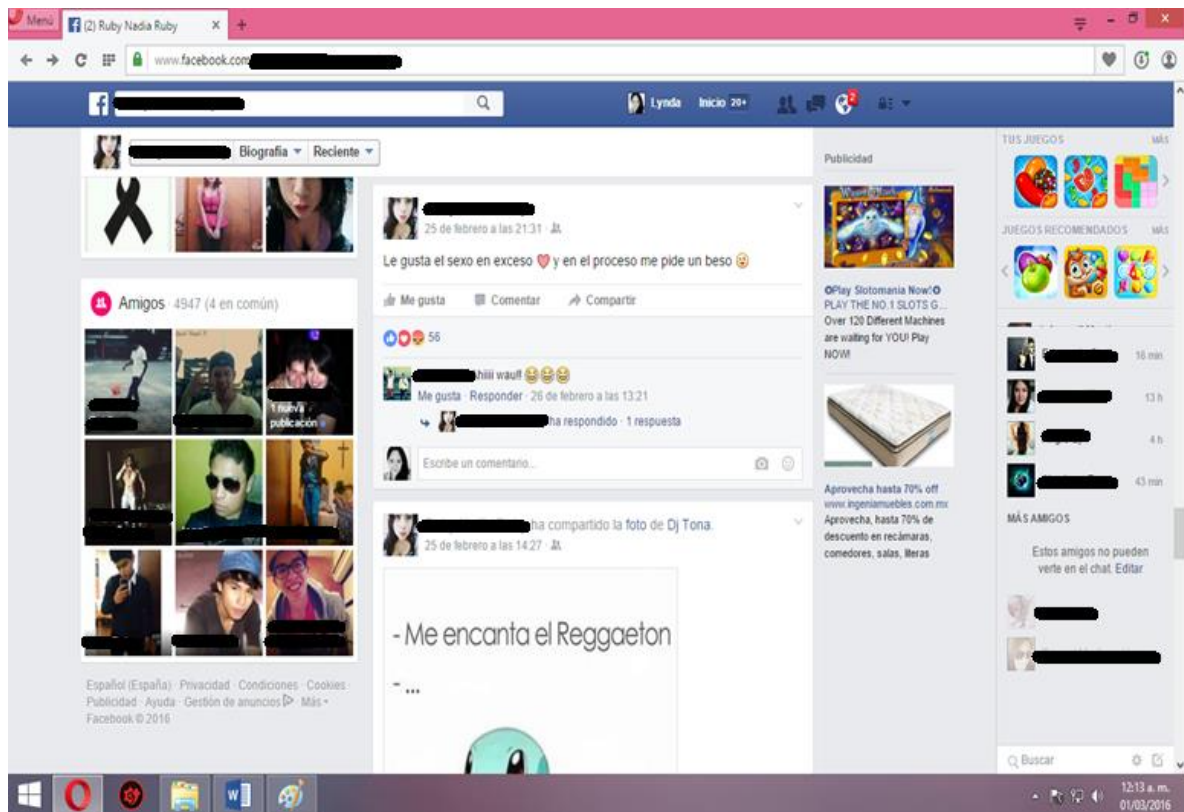 Menú
(2) Ruby Nadia Ruby
www.facebook.com
Lynda Inicio 20+
2
Biografía Reciente
Amigos · 4947 (4 en común)
1 nueva
publicación
Español (España) · Privacidad · Condiciones · Cookies ·
Publicidad · Ayuda · Gestión de anuncios · Más
Facebook © 2016
25 de febrero a las 21:31 ·
Le gusta el sexo en exceso y en el proceso me pide un beso
Me gusta Comentar Compartir
56
hiiii wau!!
Me gusta · Responder · 26 de febrero a las 13:21
ha respondido · 1 respuesta
Escribe un comentario...
ha compartido la foto de Dj Tona.
25 de febrero a las 14:27 ·
- Me encanta el Reggaeton
- ...
Publicidad
Play Slotomania Now!
PLAY THE NO.1 SLOTS G...
Over 120 Different Machines
are waiting for YOU! Play
NOW!
Aprovecha hasta 70% off
www.ingeniamuebles.com.mx
Aprovecha, hasta 70% de
descuento en recámaras,
comedores, salas, literas
TUS JUEGOS MÁS
JUEGOS RECOMENDADOS MÁS
16 min
13 h
4 h
43 min
MÁS AMIGOS
Estos amigos no pueden
verte en el chat. Editar
Buscar
12:13 a. m.
01/03/2016